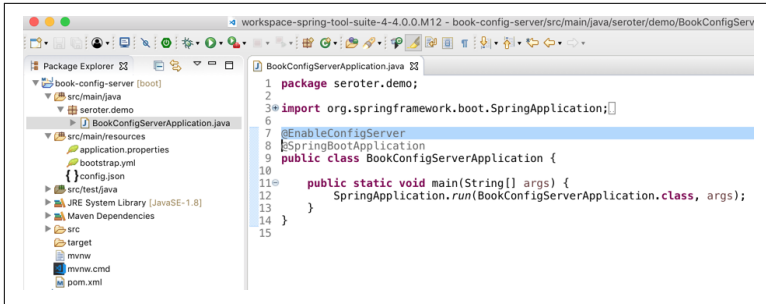 workspace-spring-tool-suite-4-4.0.0.M12 - book-config-server/src/main/java/seroter/demo/BookConfigServ
Package Explorer
book-config-server [boot]
src/main/java
seroter.demo
BookConfigServerApplication.java
src/main/resources
application.properties
bootstrap.yml
config.json
src/test/java
JRE System Library [JavaSE-1.8]
Maven Dependencies
src
target
mvnw
mvnw.cmd
pom.xml
BookConfigServerApplication.java
1 package seroter.demo;
2
3 import org.springframework.boot.SpringApplication;
6
7 @EnableConfigServer
8 @SpringBootApplication
9 public class BookConfigServerApplication {
10
11 public static void main(String[] args) {
12 SpringApplication.run(BookConfigServerApplication.class, args);
13 }
14 }
15